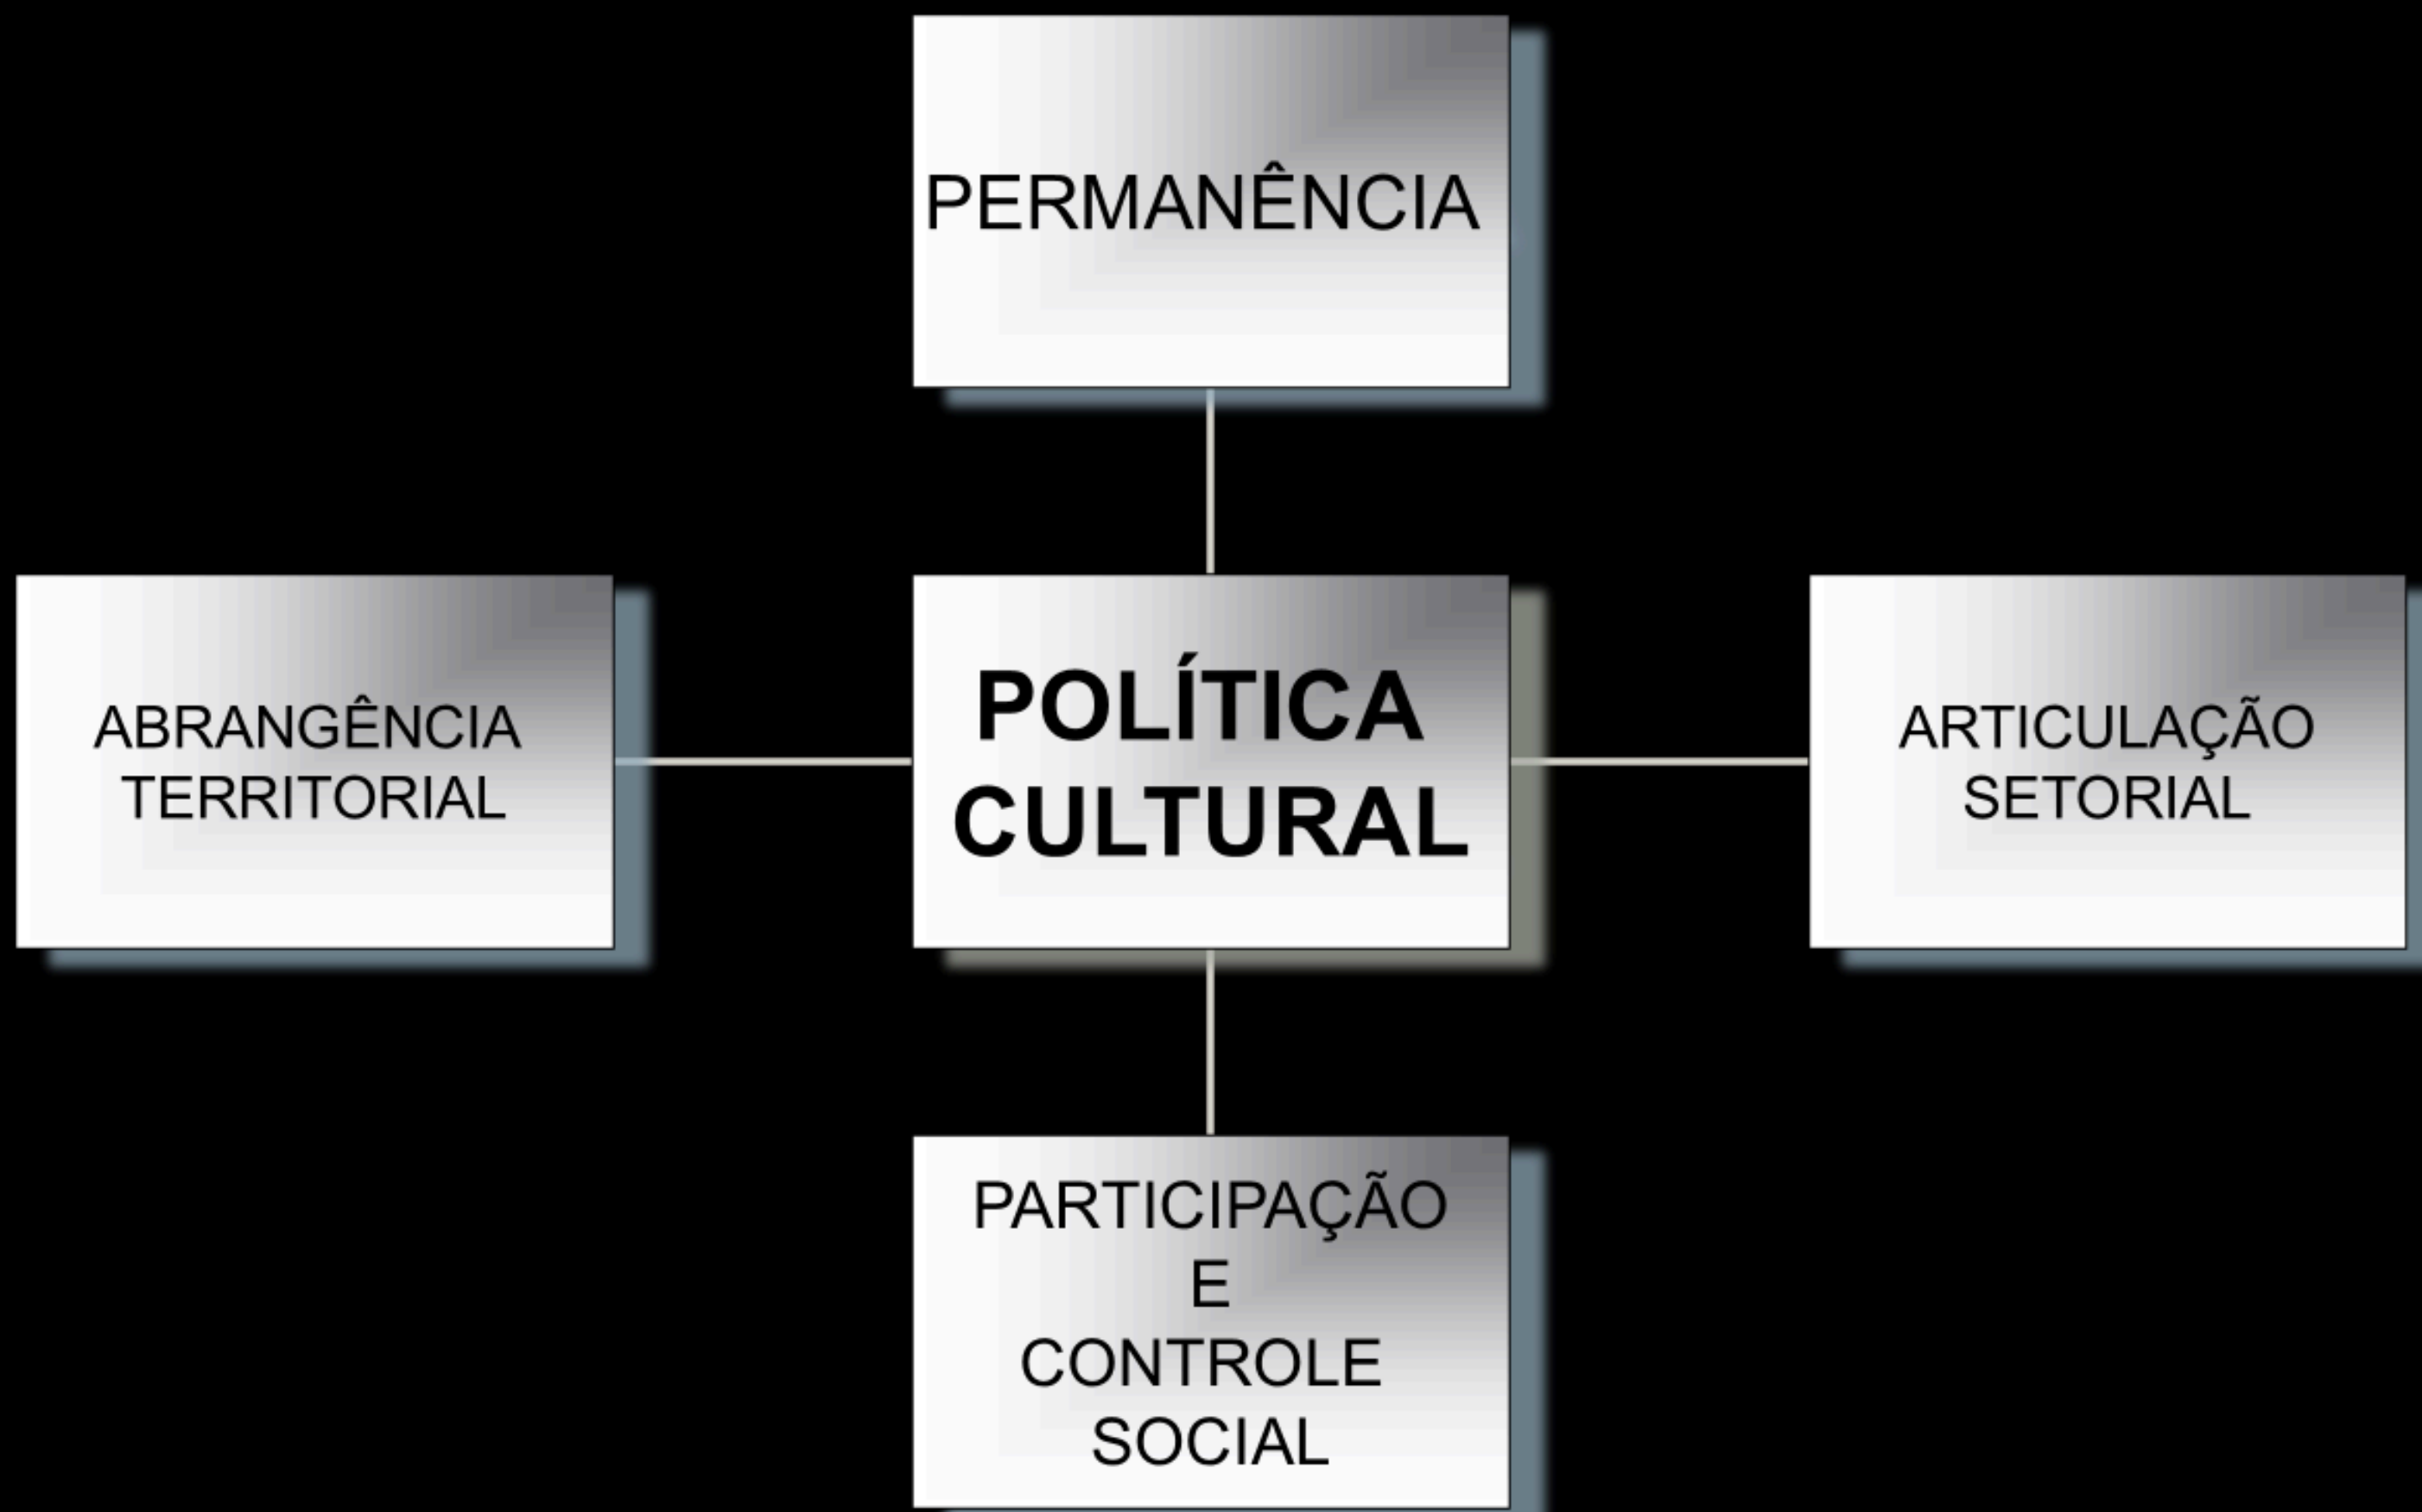 PERMANÊNCIA
ABRANGÊNCIA
TERRITORIAL
POLÍTICA
CULTURAL
ARTICULAÇÃO
SETORIAL
PARTICIPAÇÃO
E
CONTROLE
SOCIAL